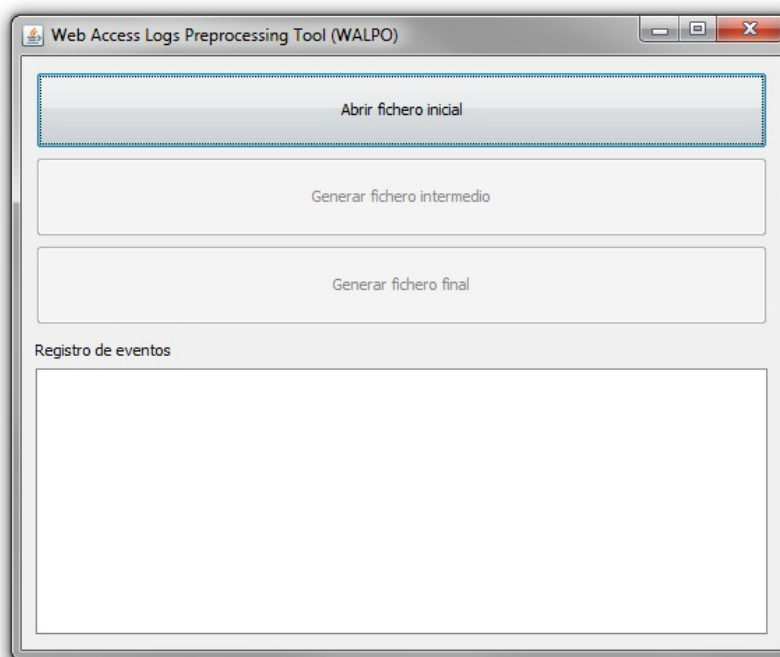 Web Access Logs Preprocessing Tool (WALPO)
Abrir fichero inicial
Generar fichero intermedio
Generar fichero final
Registro de eventos